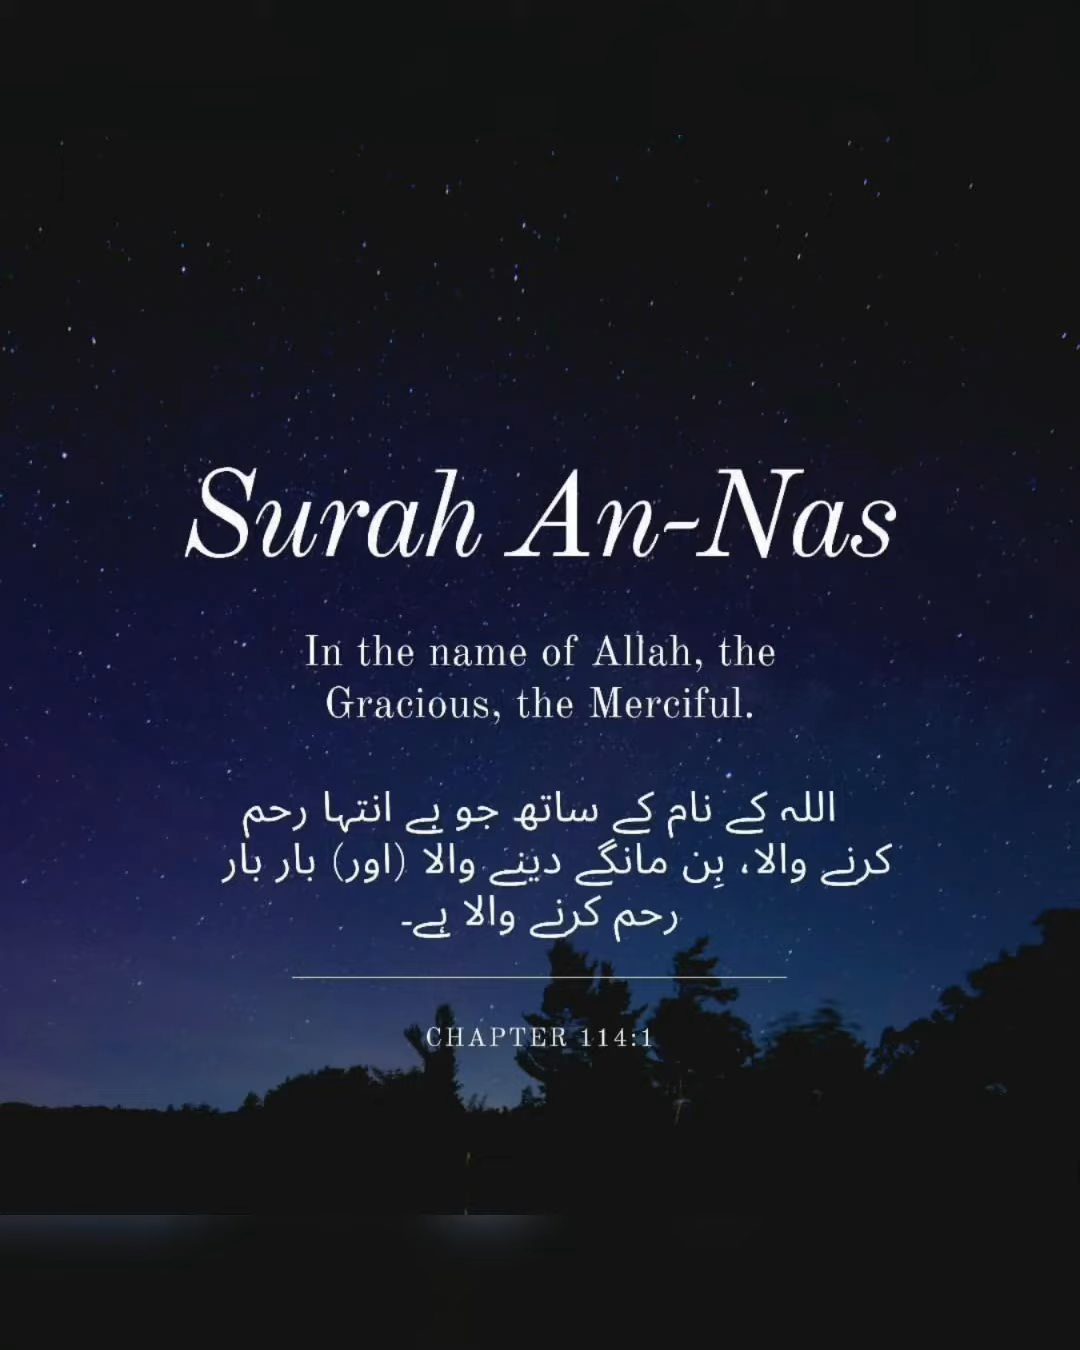 Surah An-Nas
In the name of Allah, the
Gracious, the Merciful.
اللہ کے نام کے ساتھ جو بے انتہا رحم
کرنے والا، بِن مانگے دینے والا (اور) بار بار
رحم کرنے والا ہے۔
CHAPTER 114:1